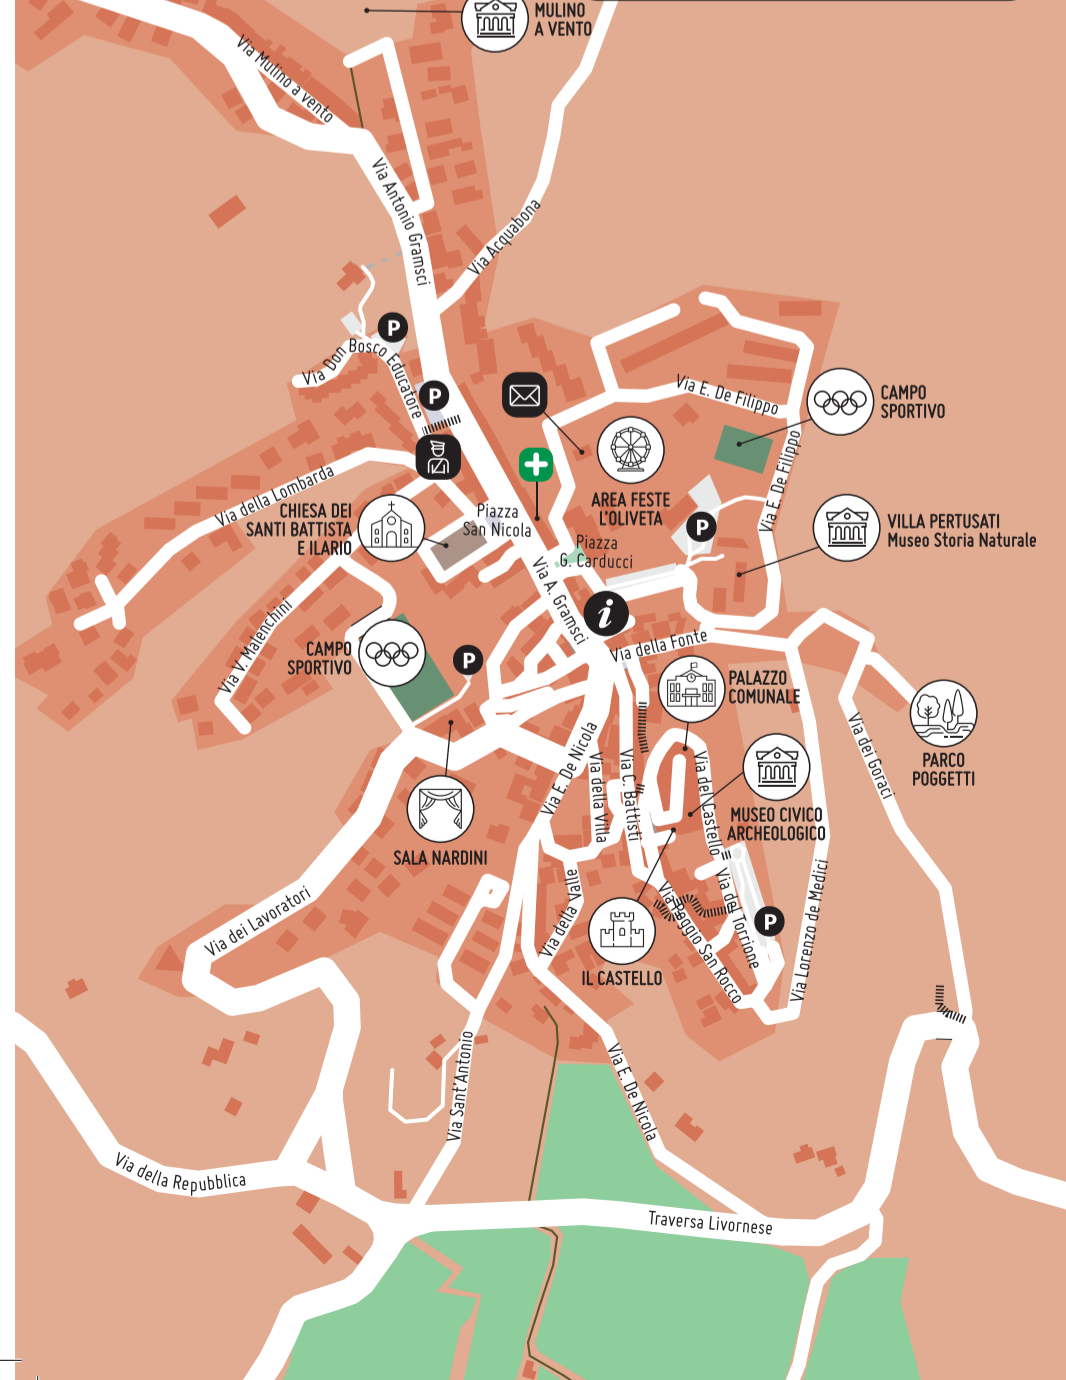 MULINO
A VENTO
Via Mulino a vento
Via Antonio Gramsci
Via Acquabona
P
Via Don Bosco Educatore
P
Via E. De Filippo
CAMPO
SPORTIVO
Via E. De Filippo
Via della Lombarda
AREA FESTE
L'OLIVETA
CHIESA DEI
SANTI BATTISTA
E ILARIO
Piazza
San Nicola
P
VILLA PERTUSATI
Museo Storia Naturale
Piazza
G. Carducci
Via A. Gramsci
i
Via V. Malenchini
CAMPO
SPORTIVO
P
Via della Fonte
PALAZZO
COMUNALE
Via dei Goraci
PARCO
POGGETTI
Via E. De Nicola
Via della Villa
Via C. Battisti
Via del Castello
MUSEO CIVICO
ARCHEOLOGICO
SALA NARDINI
Via dei Lavoratori
Via della Valle
Via Poggio San Rocco
Via del Torrione
P
Via Lorenzo de Medici
IL CASTELLO
Via Sant'Antonio
Via E. De Nicola
Via della Repubblica
Traversa Livornese